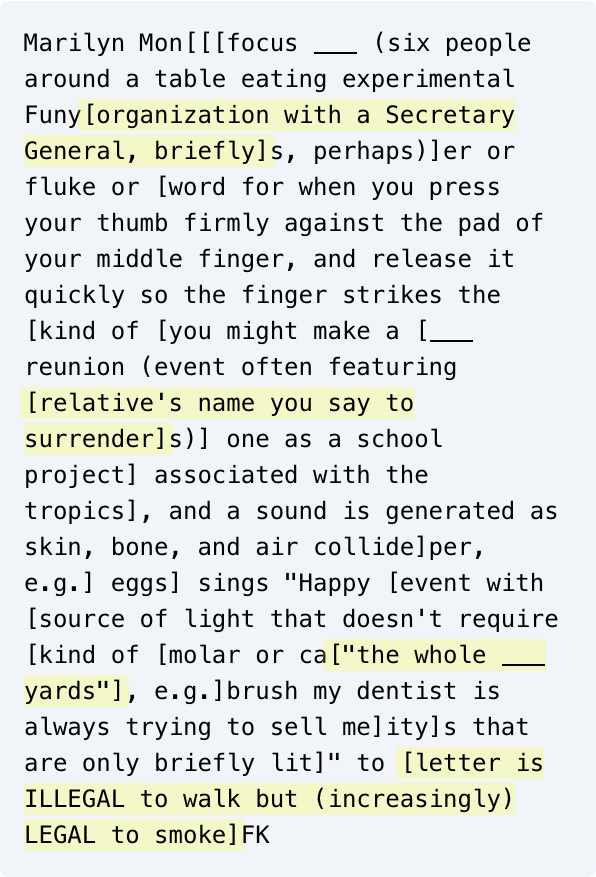 Marilyn Mon[[[focus ___ (six people
around a table eating experimental
Funy[organization with a Secretary
General, briefly]s, perhaps)]er or
fluke or [word for when you press
your thumb firmly against the pad of
your middle finger, and release it
quickly so the finger strikes the
[kind of [you might make a [___
reunion (event often featuring
[relative's name you say to
surrender]s)] one as a school
project] associated with the
tropics], and a sound is generated as
skin, bone, and air collide]per,
e.g.] eggs] sings "Happy [event with
[source of light that doesn't require
[kind of [molar or ca["the whole ___
yards"], e.g.]brush my dentist is
always trying to sell me]ity]s that
are only briefly lit]" to [letter is
ILLEGAL to walk but (increasingly)
LEGAL to smoke]FK